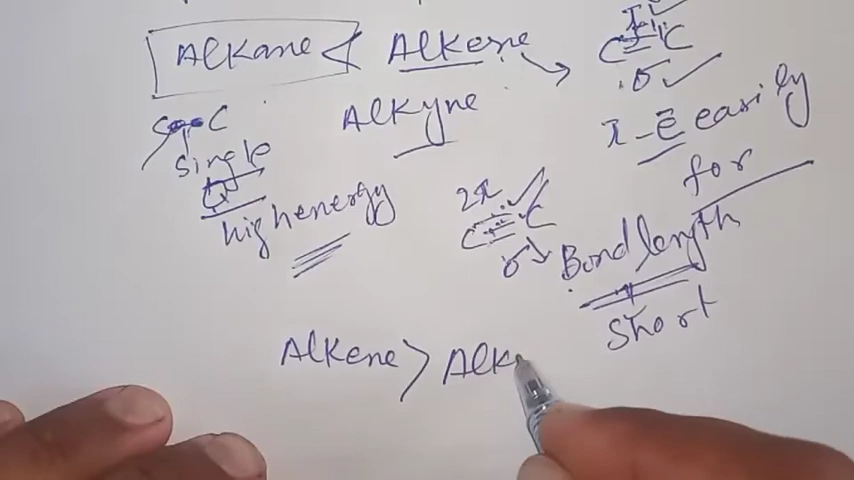 Alkane < Alkene
Alkyne
C C
σ
π-e easily
for
single
σ
high energy
2π
C≡C
σ
Bond length
short
Alkene > Alk